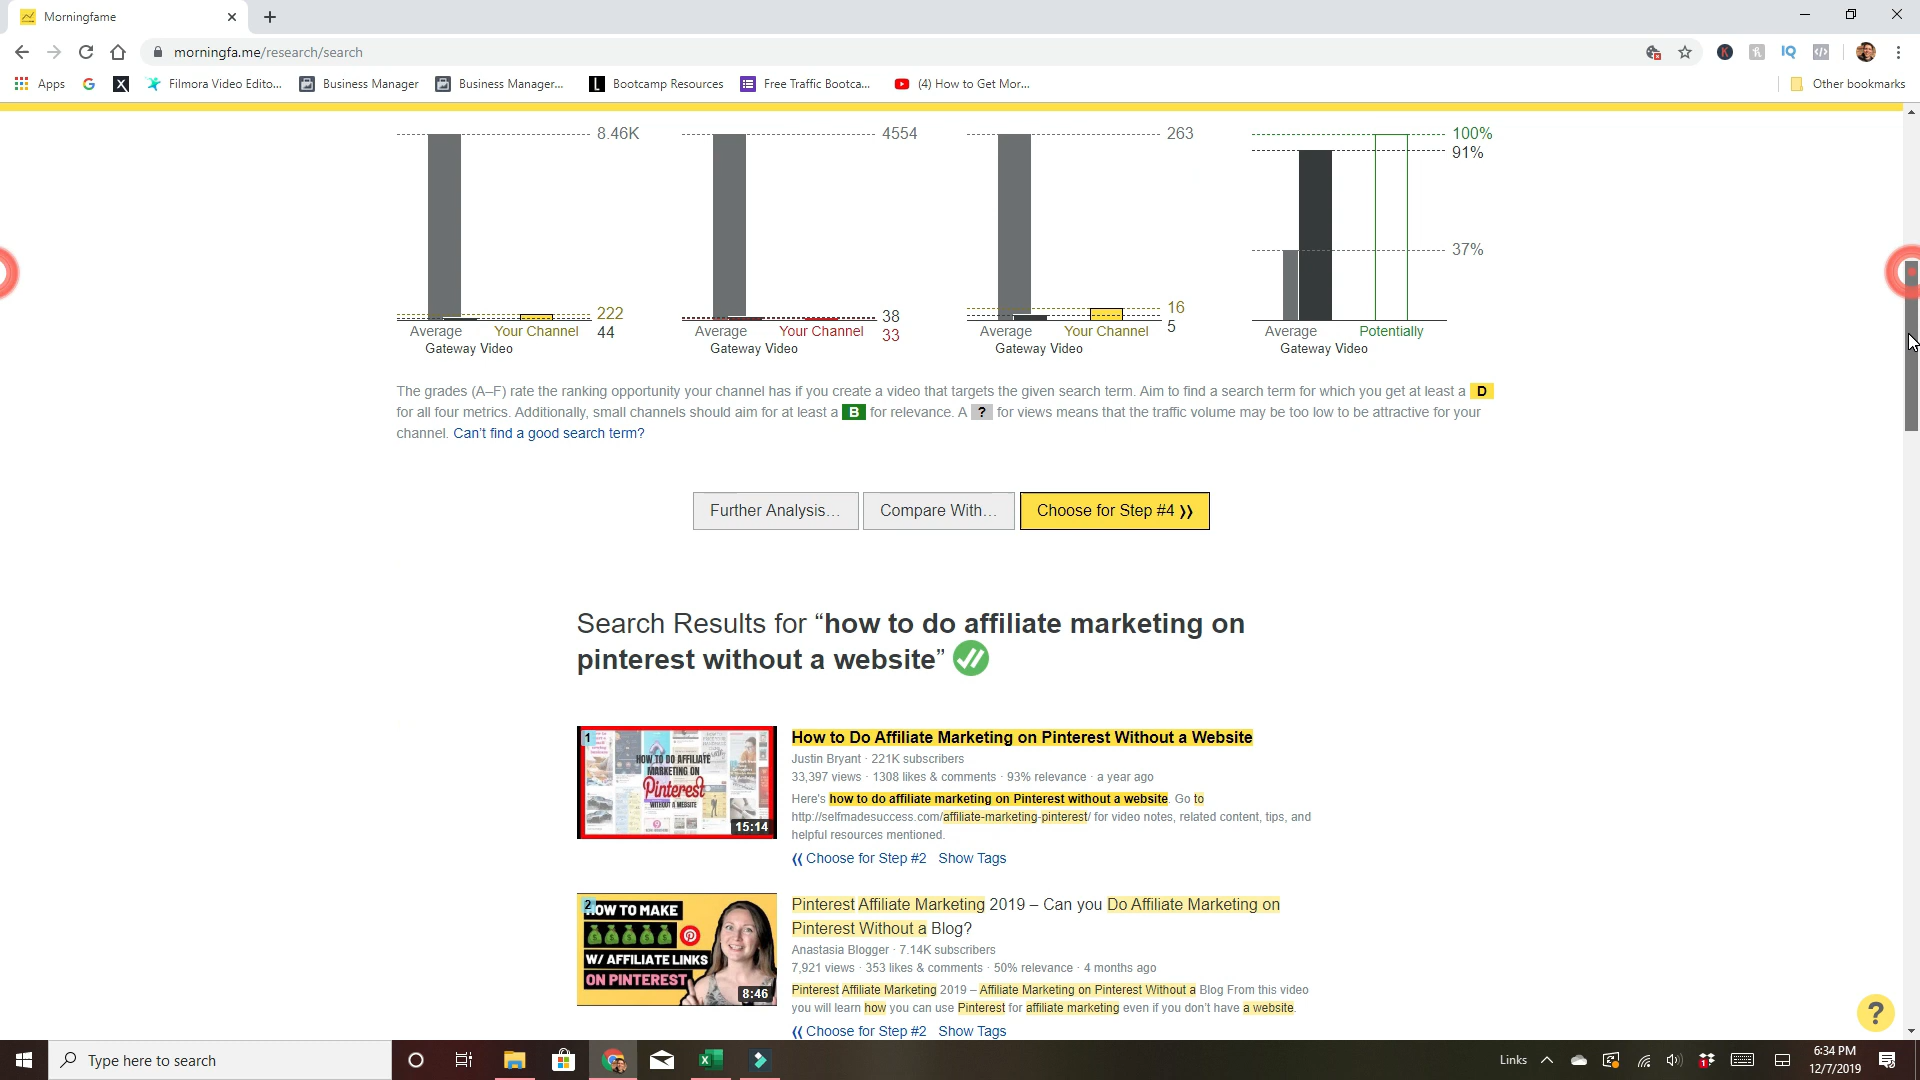 Morningfame
morningfa.me/research/search
Apps
Filmora Video Edito...
Business Manager
Business Manager...
Bootcamp Resources
Free Traffic Bootca...
(4) How to Get Mor...
Other bookmarks
8.46K
4554
263
100%
91%
37%
222
44
38
33
16
5
Average
Your Channel
Average
Your Channel
Average
Your Channel
Average
Potentially
Gateway Video
Gateway Video
Gateway Video
Gateway Video
The grades (A–F) rate the ranking opportunity your channel has if you create a video that targets the given search term. Aim to find a search term for which you get at least a D
for all four metrics. Additionally, small channels should aim for at least a B for relevance. A ? for views means that the traffic volume may be too low to be attractive for your
channel. Can't find a good search term?
Further Analysis…
Compare With…
Choose for Step #4 ⟫
Search Results for “how to do affiliate marketing on
pinterest without a website”
1
HOW TO DO AFFILIATE
MARKETING ON
Pinterest
WITHOUT A WEBSITE
15:14
How to Do Affiliate Marketing on Pinterest Without a Website
Justin Bryant · 221K subscribers
33,397 views · 1308 likes & comments · 93% relevance · a year ago
Here's how to do affiliate marketing on Pinterest without a website. Go to
http://selfmadesuccess.com/affiliate-marketing-pinterest/ for video notes, related content, tips, and
helpful resources mentioned.
⟪ Choose for Step #2 Show Tags
2
HOW TO MAKE
W/ AFFILIATE LINKS
ON PINTEREST
8:46
Pinterest Affiliate Marketing 2019 – Can you Do Affiliate Marketing on
Pinterest Without a Blog?
Anastasia Blogger · 7.14K subscribers
7,921 views · 353 likes & comments · 50% relevance · 4 months ago
Pinterest Affiliate Marketing 2019 – Affiliate Marketing on Pinterest Without a Blog From this video
you will learn how you can use Pinterest for affiliate marketing even if you don't have a website.
⟪ Choose for Step #2 Show Tags
?
Type here to search
Links
6:34 PM
12/7/2019